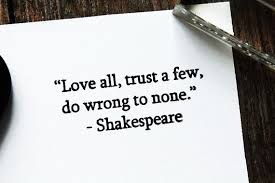 “Love all, trust a few,
do wrong to none.”
- Shakespeare